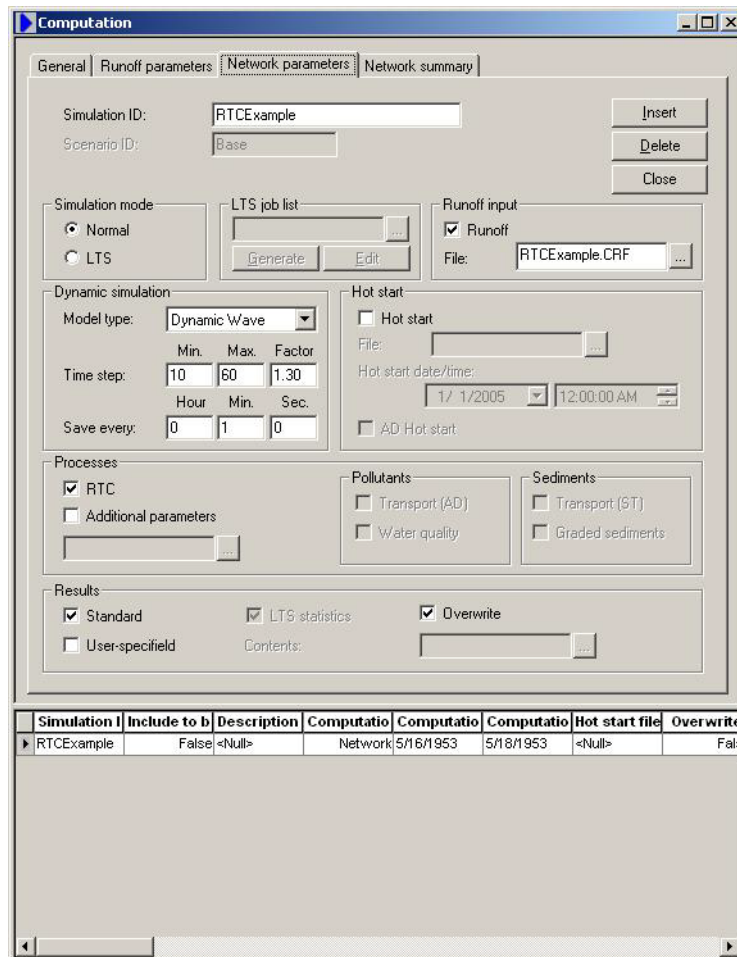 Computation
General Runoff parameters Network parameters Network summary
Simulation ID: RTCExample Insert
Scenario ID: Base Delete
Close
Simulation mode LTS job list Runoff input
Normal ... Runoff
LTS Generate Edit File: RTCExample.CRF ...
Dynamic simulation Hot start
Model type: Dynamic Wave Hot start
Min. Max. Factor File: ...
Time step: 10 60 1.30 Hot start date/time:
Hour Min. Sec. 1/ 1/2005 12:00:00 AM
Save every: 0 1 0 AD Hot start
Processes
RTC Pollutants Sediments
Additional parameters Transport (AD) Transport (ST)
... Water quality Graded sediments
Results
Standard LTS statistics Overwrite
User-specifield Contents: ...
Simulation I Include to b Description Computatio Computatio Computatio Hot start file Overwrite
RTCExample False <Null> Network 5/16/1953 5/18/1953 <Null> Fals